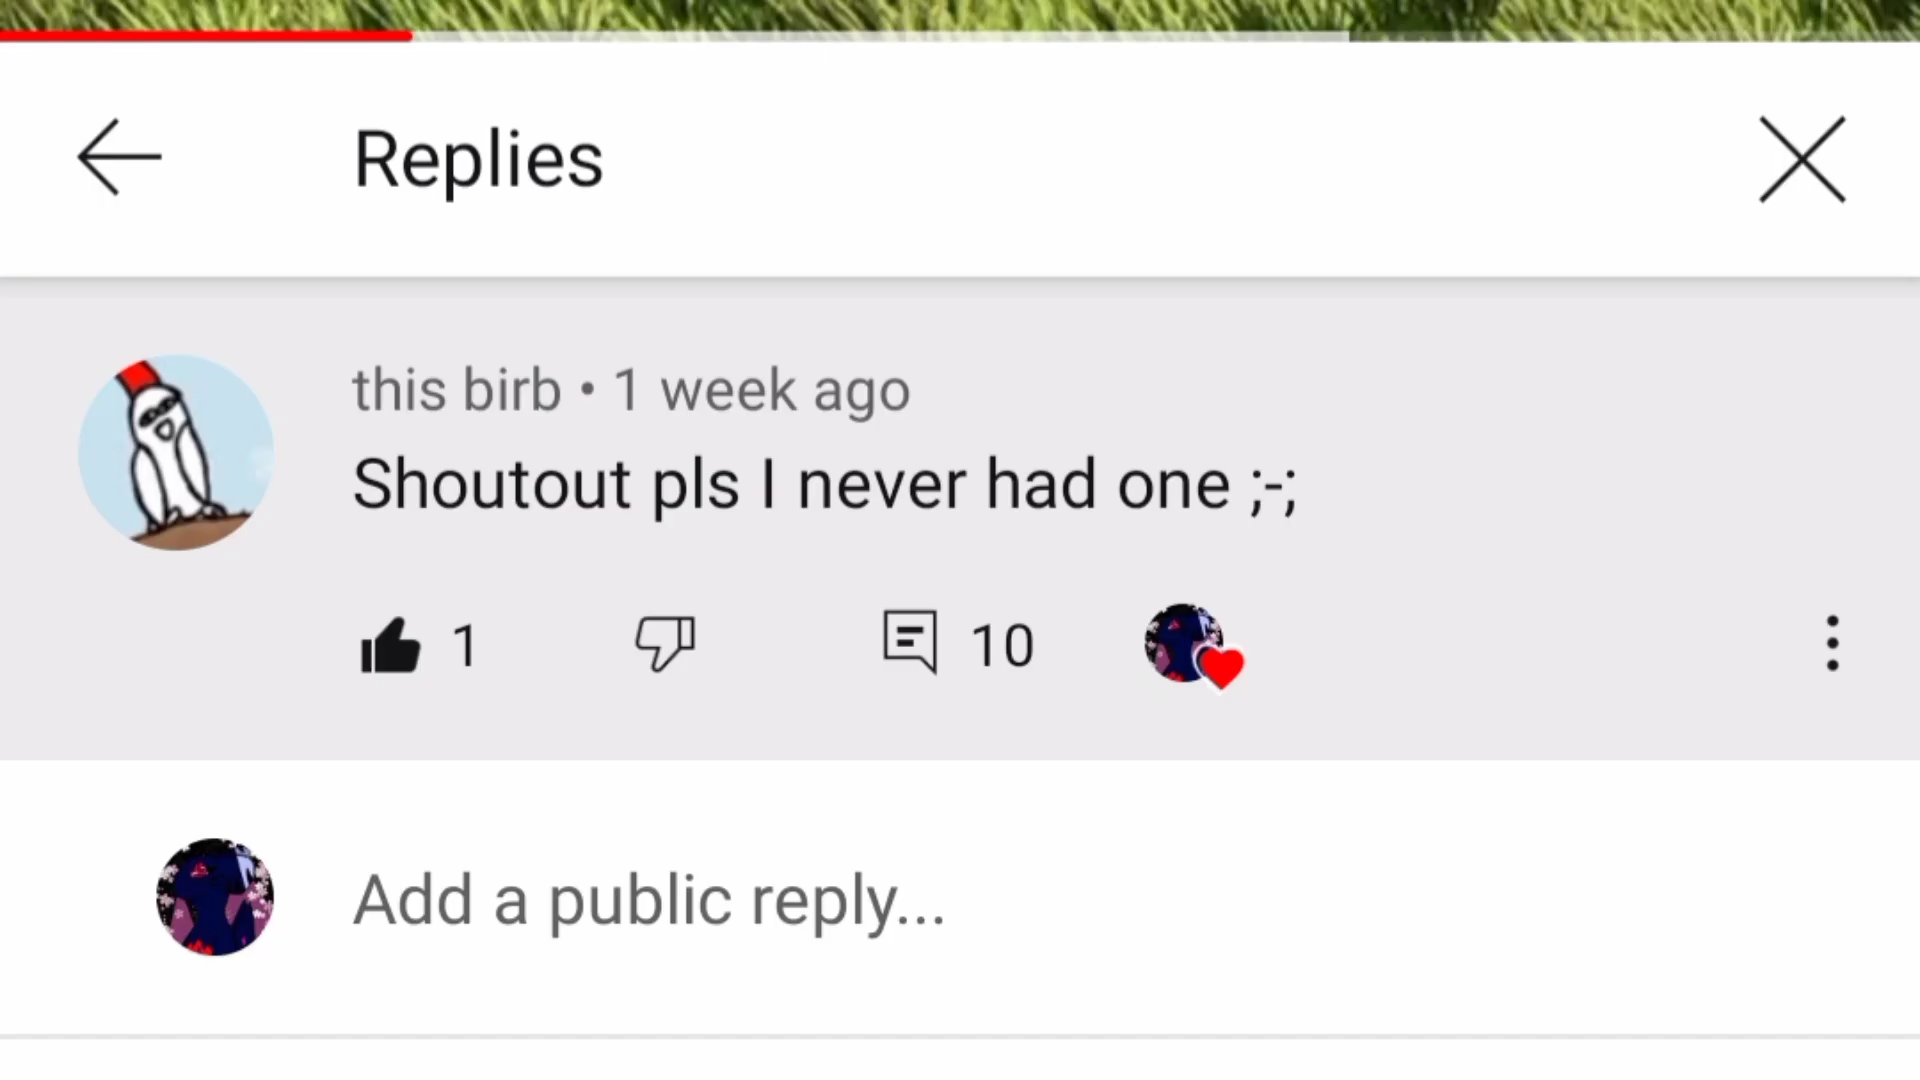 Replies
this birb • 1 week ago
Shoutout pls I never had one ;-;
1
10
Add a public reply...